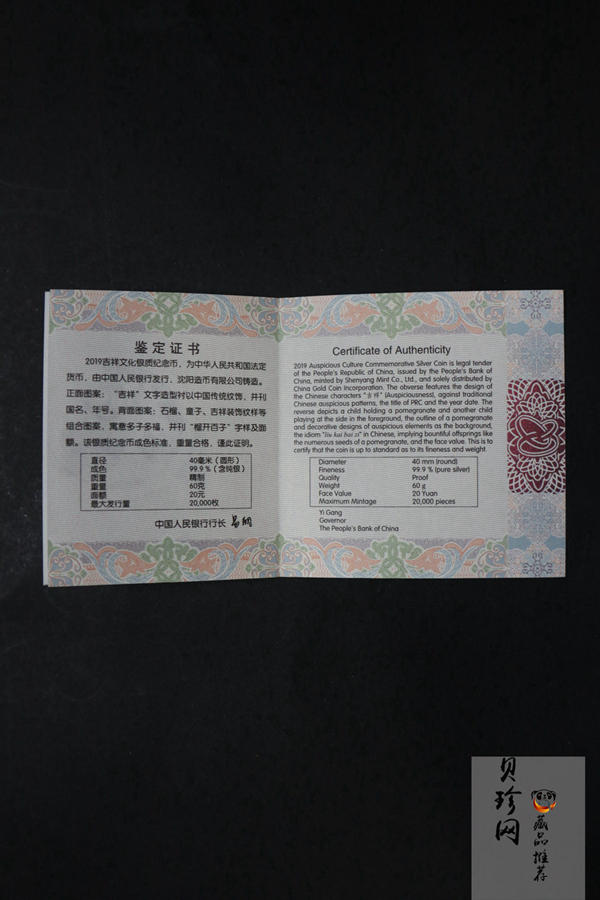 鉴定证书
2019吉祥文化银质纪念币,为中华人民共和国法定
货币,由中国人民银行发行,沈阳造币有限公司铸造。
正面图案:“吉祥”文字造型衬以中国传统纹饰,并刊
国名、年号。背面图案:石榴、童子、吉祥装饰纹样等
组合图案,寓意多子多福,并刊“榴开百子”字样及面
额。该银质纪念币成色标准,重量合格,谨此证明。
直径 40毫米(圆形)
成色 99.9%(含纯银)
质量 精制
重量 60克
面额 20元
最大发行量 20,000枚
中国人民银行行长 易纲
Certificate of Authenticity
2019 Auspicious Culture Commemorative Silver Coin is legal tender
of the People's Republic of China, issued by the People's Bank of
China, minted by Shenyang Mint Co., Ltd., and solely distributed by
China Gold Coin Incorporation. The obverse features the design of
the Chinese characters "吉祥" (Auspiciousness), against traditional
Chinese auspicious patterns, the title of PRC and the year date. The
reverse depicts a child holding a pomegranate and another child
playing at the side in the foreground, the outline of a pomegranate
and decorative designs of auspicious elements as the background,
the idiom "liu kai bai zi" in Chinese, implying bountiful offsprings like
the numerous seeds of a pomegranate, and the face value. This is to
certify that the coin is up to standard as to its fineness and weight.
Diameter 40 mm (round)
Fineness 99.9 % (pure silver)
Quality Proof
Weight 60 g
Face Value 20 Yuan
Maximum Mintage 20,000 pieces
Yi Gang
Governor
The People's Bank of China
贝珍网
藏品推荐